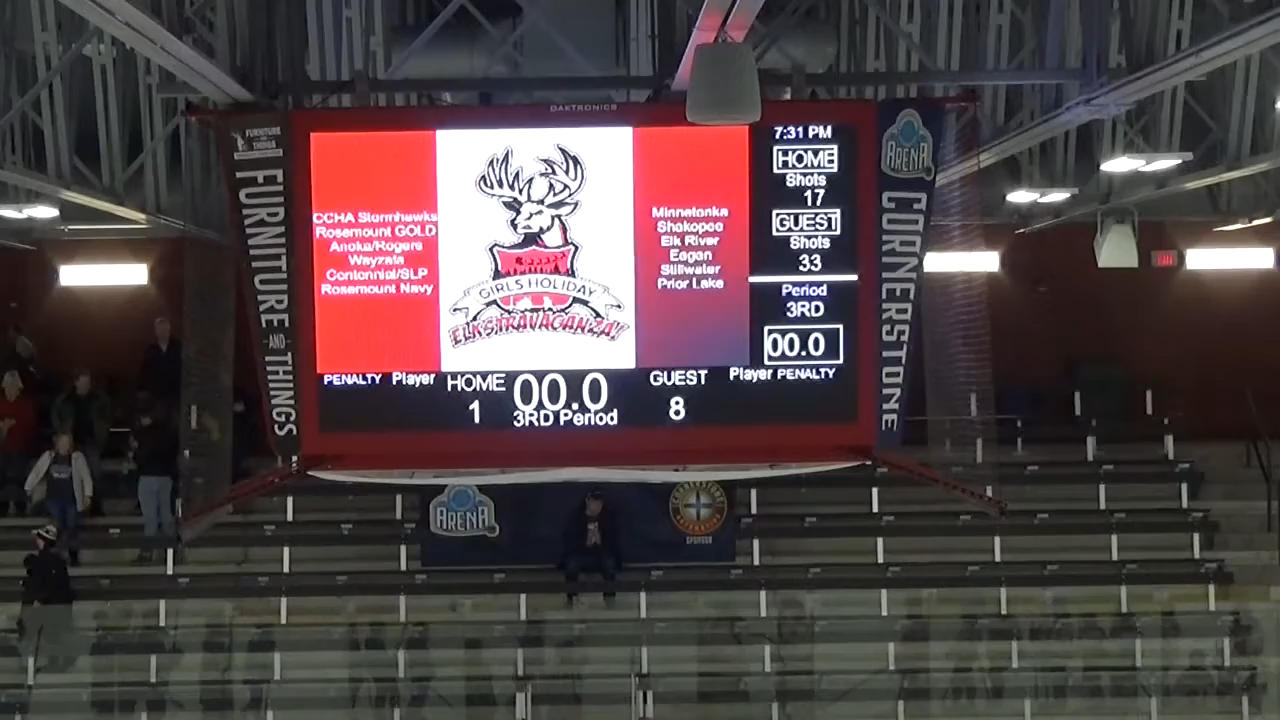 DAKTRONICS
FURNITURE
AND
THINGS
FURNITURE -AND- THINGS
CCHA Stormhawks
Rosemount GOLD
Anoka/Rogers
Wayzata
Centennial/SLP
Rosemount Navy
GIRLS HOLIDAY
ELKSTRAVAGANZA!
Minnetonka
Shakopee
Elk River
Eagan
Stillwater
Prior Lake
7:31 PM
HOME
Shots
17
GUEST
Shots
33
Period
3RD
00.0
PENALTY Player
HOME
1
00.0
3RD Period
GUEST
8
Player PENALTY
ARENA
CORNERSTONE
EXIT
ARENA
CORNERSTONE
SPONSOR